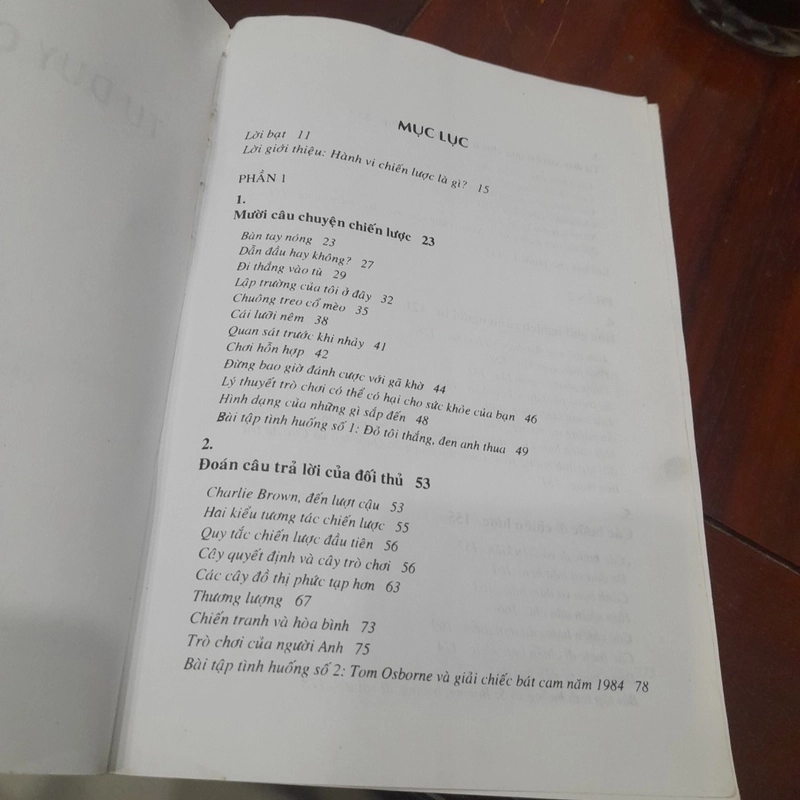 MỤC LỤC
Lời bạt 11
Lời giới thiệu: Hành vi chiến lược là gì? 15
PHẦN 1
1.
Mười câu chuyện chiến lược 23
Bàn tay nóng 23
Dẫn đầu hay không? 27
Đi thẳng vào tù 29
Lập trường của tôi ở đây 32
Chuông treo cổ mèo 35
Cái lưỡi nêm 38
Quan sát trước khi nhảy 41
Chơi hỗn hợp 42
Đừng bao giờ đánh cược với gã khờ 44
Lý thuyết trò chơi có thể có hại cho sức khỏe của bạn 46
Hình dạng của những gì sắp đến 48
Bài tập tình huống số 1: Đỏ tôi thắng, đen anh thua 49
2.
Đoán câu trả lời của đối thủ 53
Charlie Brown, đến lượt cậu 53
Hai kiểu tương tác chiến lược 55
Quy tắc chiến lược đầu tiên 56
Cây quyết định và cây trò chơi 56
Các cây đồ thị phức tạp hơn 63
Thương lượng 67
Chiến tranh và hòa bình 73
Trò chơi của người Anh 75
Bài tập tình huống số 2: Tom Osborne và giải chiếc bát cam năm 1984 78